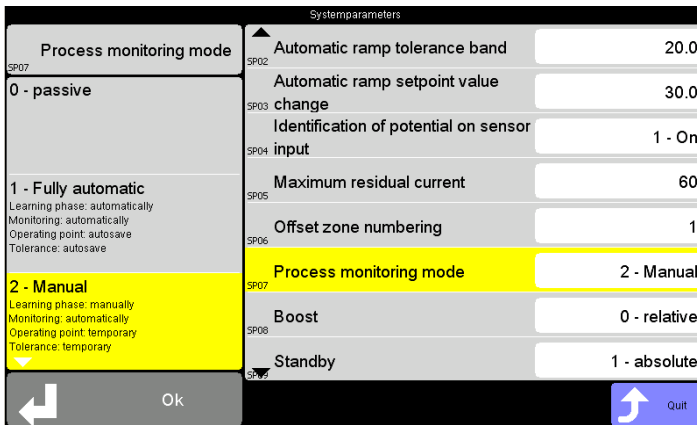 Systemparameters
Process monitoring mode
SP07
0 - passive
1 - Fully automatic
Learning phase: automatically
Monitoring: automatically
Operating point: autosave
Tolerance: autosave
2 - Manual
Learning phase: manually
Monitoring: automatically
Operating point: temporary
Tolerance: temporary
Ok
Automatic ramp tolerance band
SP02
20.0
Automatic ramp setpoint value
SP03 change
30.0
Identification of potential on sensor
SP04 input
1 - On
Maximum residual current
SP05
60
Offset zone numbering
SP06
1
Process monitoring mode
SP07
2 - Manual
Boost
SP08
0 - relative
Standby
SP09
1 - absolute
Quit